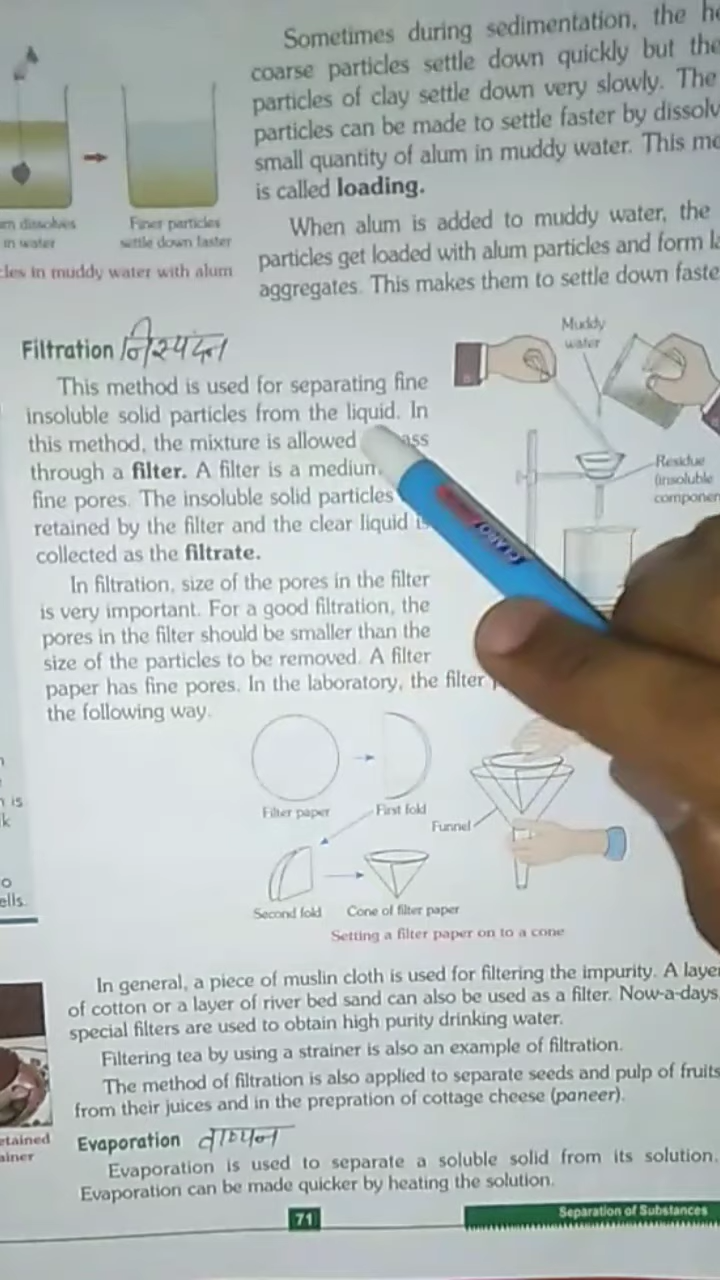 Sometimes during sedimentation, the he
coarse particles settle down quickly but the
particles of clay settle down very slowly. The
particles can be made to settle faster by dissolv
small quantity of alum in muddy water. This me
is called loading.
um dissolves
in water
Finer particles
settle down faster
cles in muddy water with alum
When alum is added to muddy water, the
particles get loaded with alum particles and form la
aggregates. This makes them to settle down faste
Filtration निस्यंदन
This method is used for separating fine
insoluble solid particles from the liquid. In
this method, the mixture is allowed ass
through a filter. A filter is a medium
fine pores. The insoluble solid particles
retained by the filter and the clear liquid is
collected as the filtrate.
Muddy
water
Residue
(insoluble
componen
In filtration, size of the pores in the filter
is very important. For a good filtration, the
pores in the filter should be smaller than the
size of the particles to be removed. A filter
paper has fine pores. In the laboratory, the filter
the following way.
Filter paper
First fold
Funnel
Second fold
Cone of filter paper
Setting a filter paper on to a cone
is
k
o
ells.
In general, a piece of muslin cloth is used for filtering the impurity. A layer
of cotton or a layer of river bed sand can also be used as a filter. Now-a-days,
special filters are used to obtain high purity drinking water.
Filtering tea by using a strainer is also an example of filtration.
The method of filtration is also applied to separate seeds and pulp of fruits
from their juices and in the prepration of cottage cheese (paneer).
etained
ainer
Evaporation वाष्पन
Evaporation is used to separate a soluble solid from its solution.
Evaporation can be made quicker by heating the solution.
71
Separation of Substances